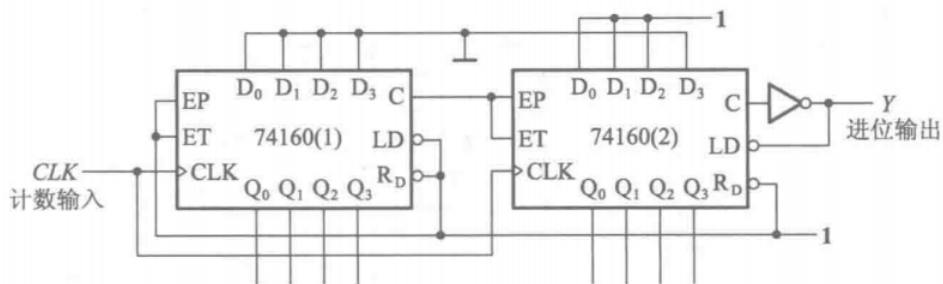 1
D₀ D₁ D₂ D₃
D₀ D₁ D₂ D₃
EP
C
EP
C
Y
ET
74160(1)
LD
ET
74160(2)
LD
进位输出
CLK
CLK
R_D
CLK
R_D
计数输入
Q₀ Q₁ Q₂ Q₃
Q₀ Q₁ Q₂ Q₃
1